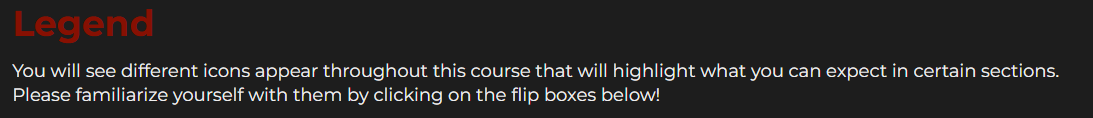 Legend
You will see different icons appear throughout this course that will highlight what you can expect in certain sections.
Please familiarize yourself with them by clicking on the flip boxes below!